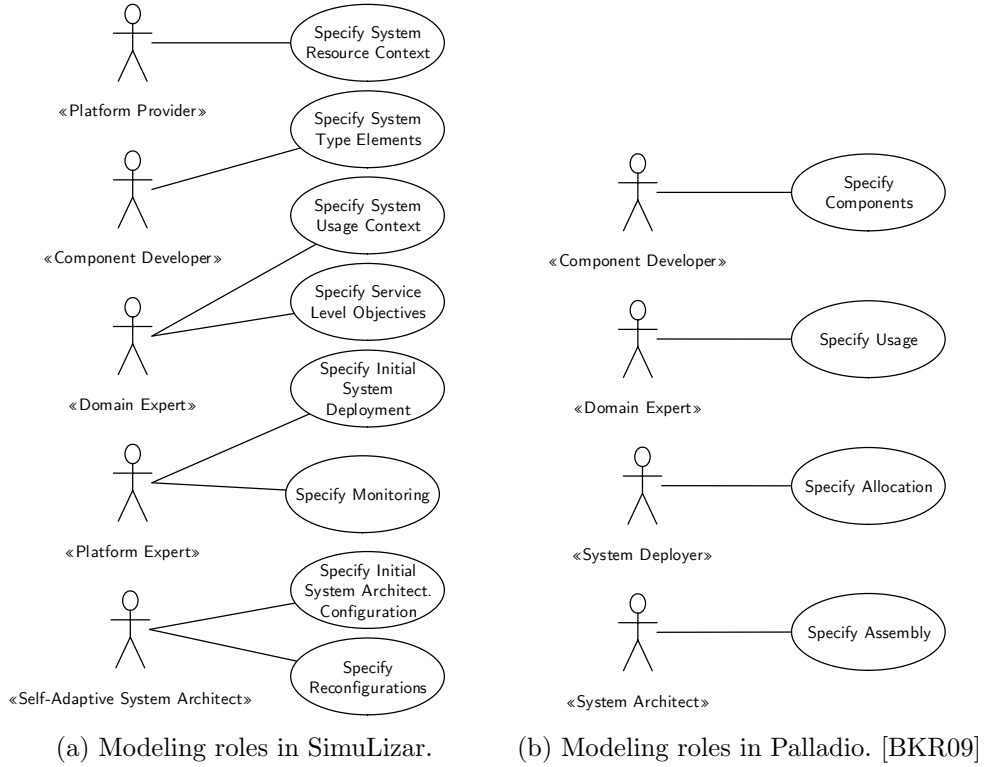 Specify System
Resource Context
«Platform Provider»
Specify System
Type Elements
«Component Developer»
Specify System
Usage Context
Specify Service
Level Objectives
«Domain Expert»
Specify Initial
System
Deployment
Specify Monitoring
«Platform Expert»
Specify Initial
System Architect.
Configuration
Specify
Reconfigurations
«Self-Adaptive System Architect»
(a) Modeling roles in SimuLizar.
Specify
Components
«Component Developer»
Specify Usage
«Domain Expert»
Specify Allocation
«System Deployer»
Specify Assembly
«System Architect»
(b) Modeling roles in Palladio. [BKR09]